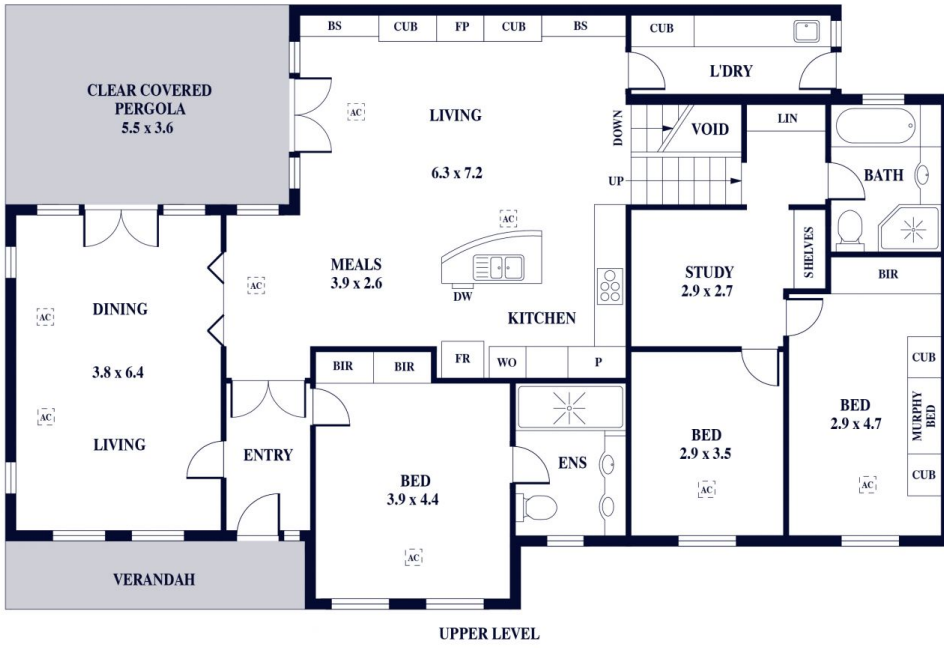 BS CUB FP CUB BS
CUB
L'DRY
CLEAR COVERED
PERGOLA
5.5 x 3.6
AC
LIVING
6.3 x 7.2
DOWN
VOID
UP
LIN
BATH
AC
MEALS
3.9 x 2.6
AC
DW
KITCHEN
STUDY
2.9 x 2.7
SHELVES
BIR
DINING
AC
3.8 x 6.4
AC
LIVING
BIR BIR
FR
WO
P
ENTRY
BED
3.9 x 4.4
AC
ENS
BED
2.9 x 3.5
AC
BED
2.9 x 4.7
AC
CUB
MURPHY
BED
CUB
VERANDAH
UPPER LEVEL